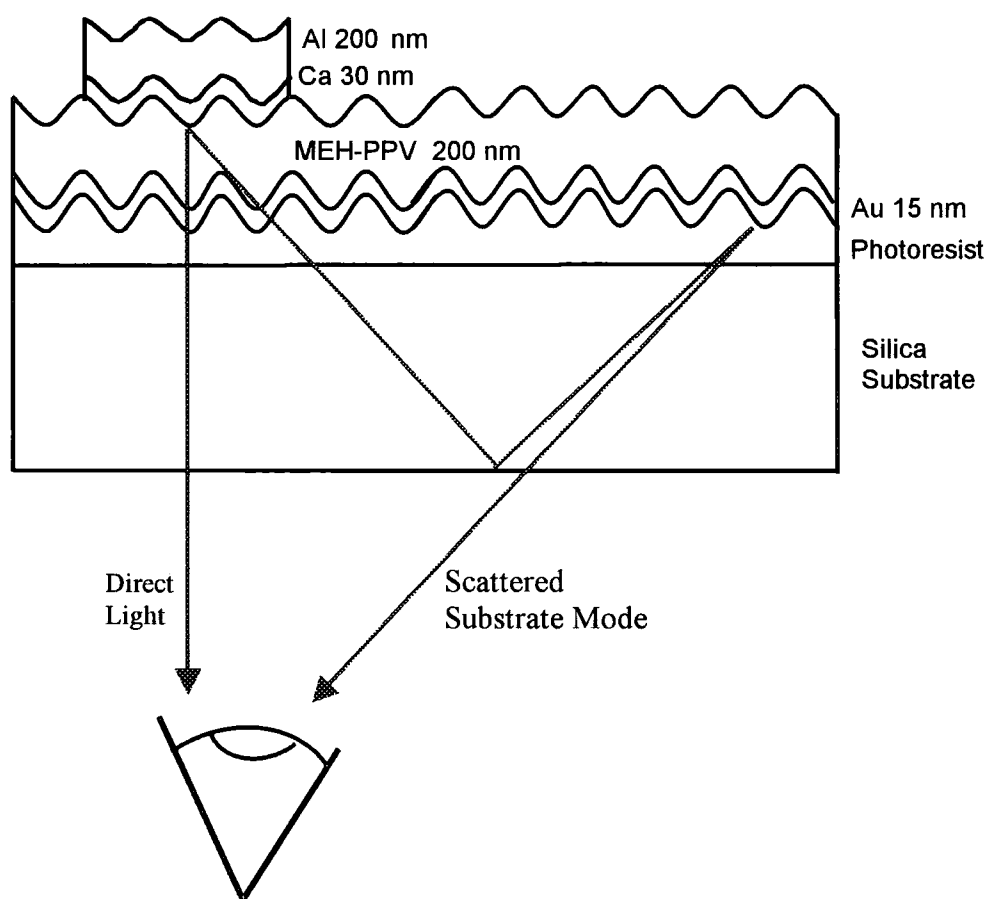 Al 200 nm
Ca 30 nm
MEH-PPV 200 nm
Au 15 nm
Photoresist
Silica
Substrate
Direct
Light
Scattered
Substrate Mode